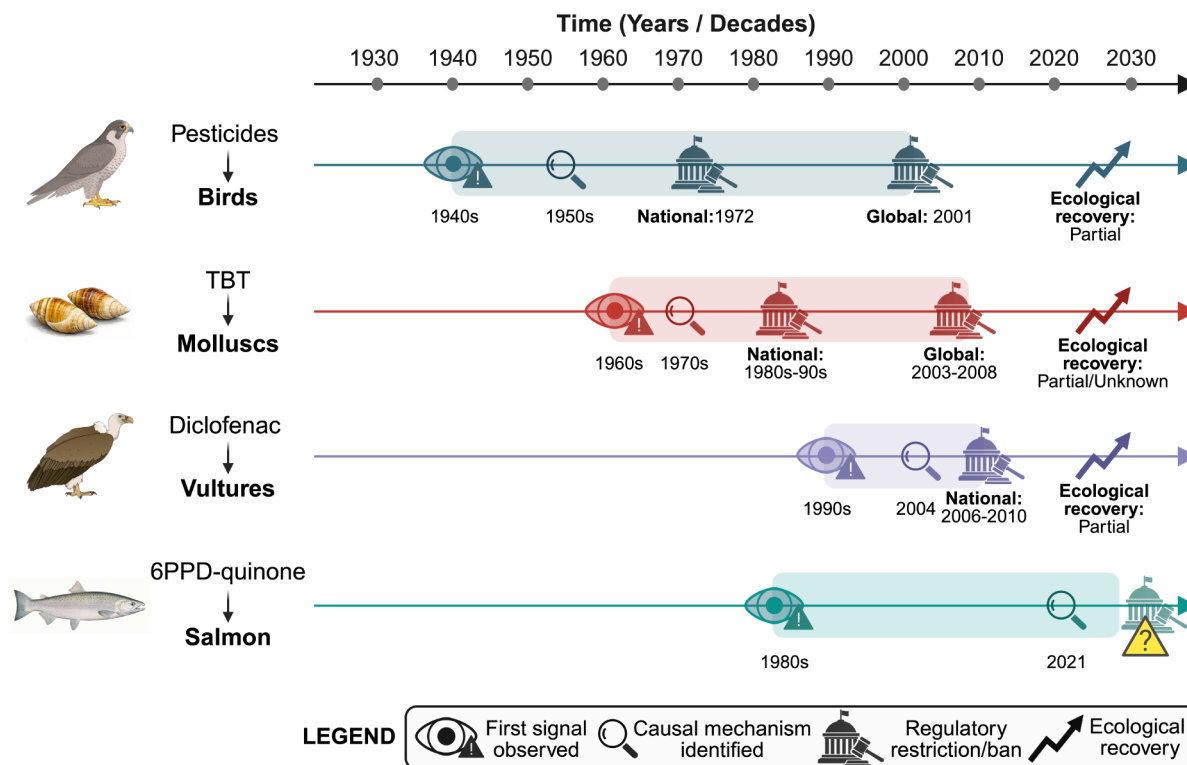 Time (Years / Decades)
1930 1940 1950 1960 1970 1980 1990 2000 2010 2020 2030
Pesticides
Birds
1940s
1950s
National:1972
Global: 2001
Ecological
recovery:
Partial
TBT
Molluscs
1960s
1970s
National:
1980s-90s
Global:
2003-2008
Ecological
recovery:
Partial/Unknown
Diclofenac
Vultures
1990s
2004
National:
2006-2010
Ecological
recovery:
Partial
6PPD-quinone
Salmon
1980s
2021
?
LEGEND
First signal
observed
Causal mechanism
identified
Regulatory
restriction/ban
Ecological
recovery